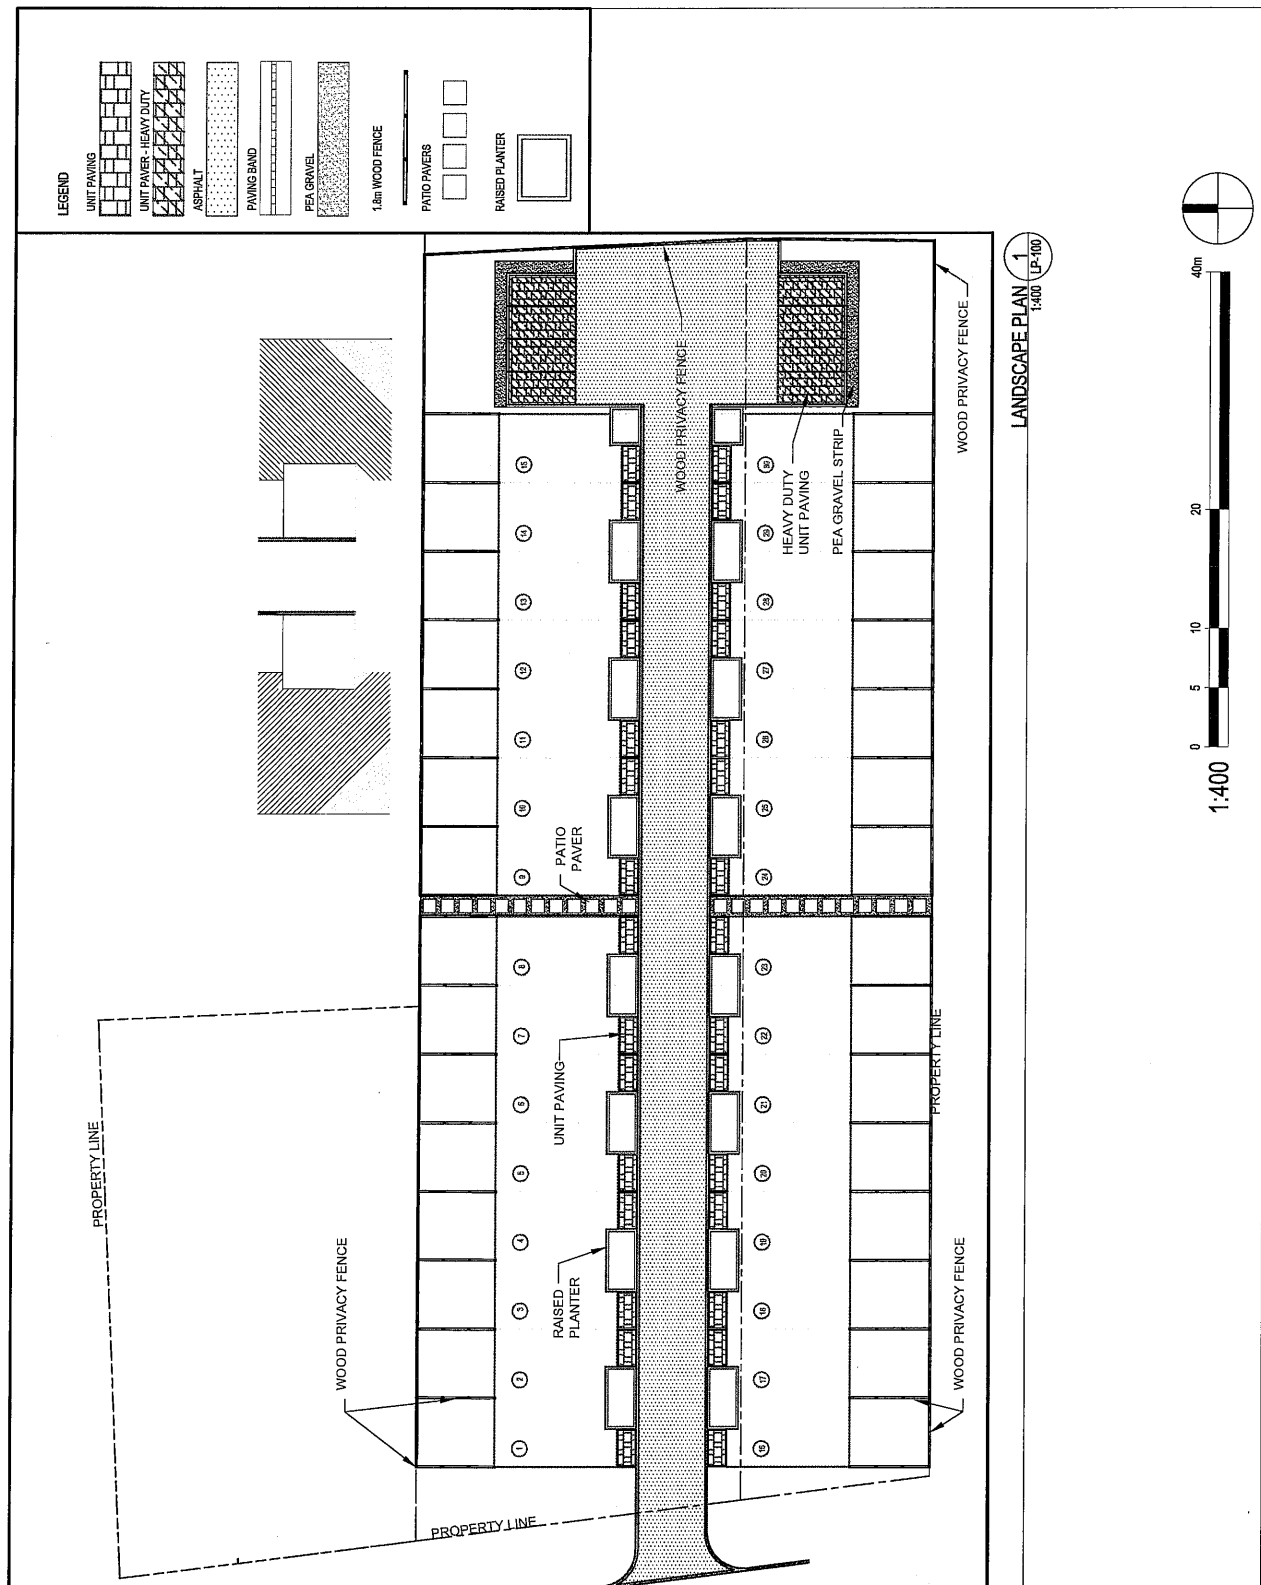 LEGEND
UNIT PAVING
UNIT PAVER - HEAVY DUTY
ASPHALT
PAVING BAND
PEA GRAVEL
1.8m WOOD FENCE
PATIO PAVERS
RAISED PLANTER
WOOD PRIVACY FENCE
HEAVY DUTY
UNIT PAVING
PEA GRAVEL STRIP
WOOD PRIVACY FENCE
LANDSCAPE PLAN
1:400
1
LP-100
0
5
10
20
40m
1:400
15
14
13
12
11
10
9
8
7
6
5
4
3
2
1
30
29
28
27
26
25
24
23
22
21
20
19
18
17
16
PATIO
PAVER
UNIT PAVING
RAISED
PLANTER
PROPERTY LINE
PROPERTY LINE
PROPERTY LINE
WOOD PRIVACY FENCE
WOOD PRIVACY FENCE